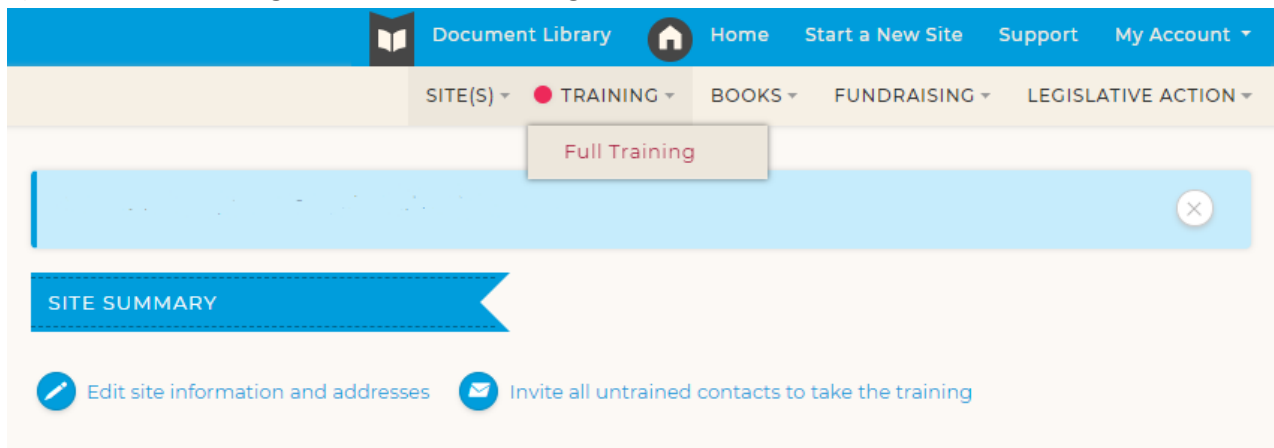 Document Library Home Start a New Site Support My Account
SITE(S) TRAINING BOOKS FUNDRAISING LEGISLATIVE ACTION
Full Training
SITE SUMMARY
Edit site information and addresses Invite all untrained contacts to take the training